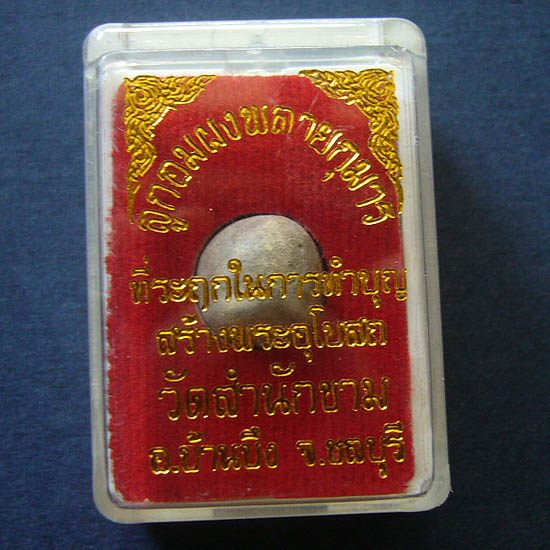 ลูกอมผงพลายกุมาร
ที่ระฤกในการทำบุญ
สร้างพระอุโบสถ
วัดสำนักขาม
อ.บ้านบึง จ.ชลบุรี